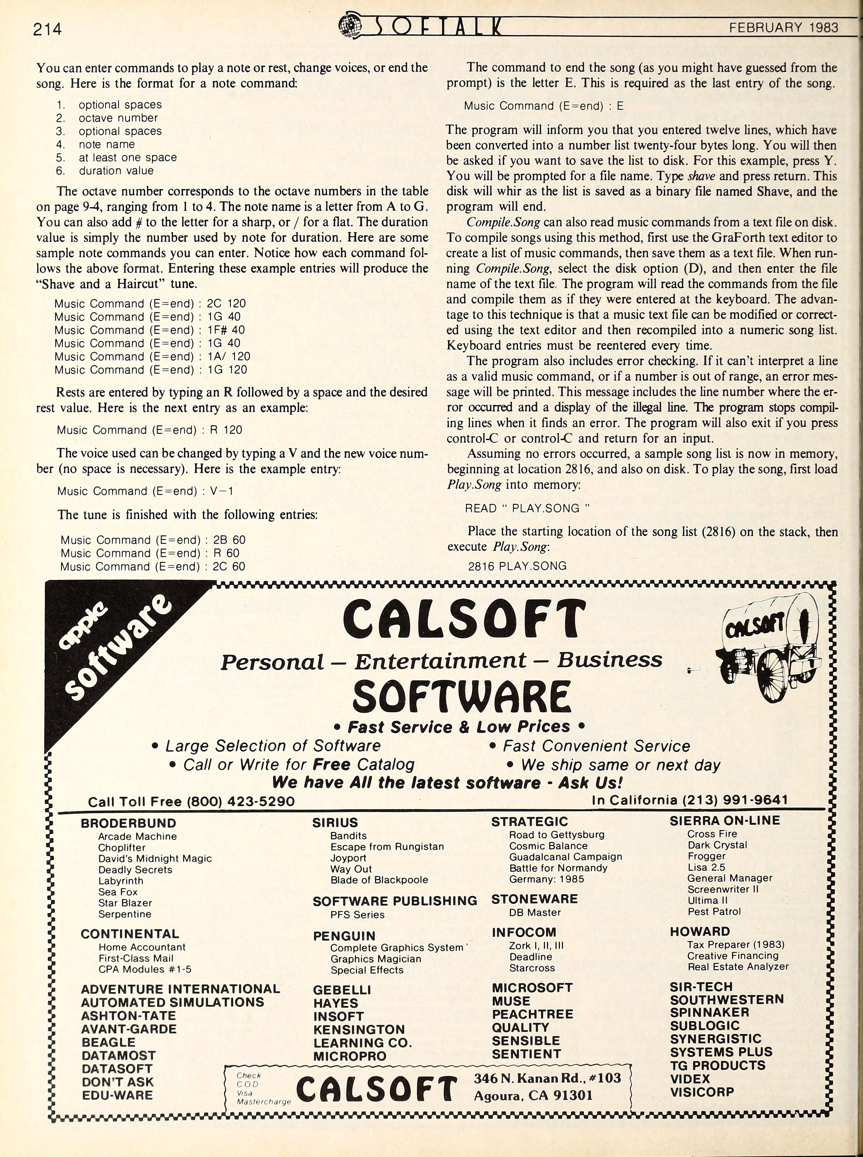 214
SOFTALK
FEBRUARY 1983
You can enter commands to play a note or rest, change voices, or end the
song. Here is the format for a note command:
1. optional spaces
2. octave number
3. optional spaces
4. note name
5. at least one space
6. duration value
The octave number corresponds to the octave numbers in the table
on page 9-4, ranging from 1 to 4. The note name is a letter from A to G.
You can also add # to the letter for a sharp, or / for a flat. The duration
value is simply the number used by note for duration. Here are some
sample note commands you can enter. Notice how each command fol-
lows the above format. Entering these example entries will produce the
"Shave and a Haircut" tune.
Music Command (E=end) : 2C 120
Music Command (E=end) : 1G 40
Music Command (E=end) : 1F# 40
Music Command (E=end) : 1G 40
Music Command (E=end) : 1A/ 120
Music Command (E=end) : 1G 120
Rests are entered by typing an R followed by a space and the desired
rest value. Here is the next entry as an example:
Music Command (E=end) : R 120
The voice used can be changed by typing a V and the new voice num-
ber (no space is necessary). Here is the example entry:
Music Command (E=end) : V−1
The tune is finished with the following entries:
Music Command (E=end) : 2B 60
Music Command (E=end) : R 60
Music Command (E=end) : 2C 60
The command to end the song (as you might have guessed from the
prompt) is the letter E. This is required as the last entry of the song.
Music Command (E=end) : E
The program will inform you that you entered twelve lines, which have
been converted into a number list twenty-four bytes long. You will then
be asked if you want to save the list to disk. For this example, press Y.
You will be prompted for a file name. Type shave and press return. This
disk will whir as the list is saved as a binary file named Shave, and the
program will end.
Compile.Song can also read music commands from a text file on disk.
To compile songs using this method, first use the GraForth text editor to
create a list of music commands, then save them as a text file. When run-
ning Compile.Song, select the disk option (D), and then enter the file
name of the text file. The program will read the commands from the file
and compile them as if they were entered at the keyboard. The advan-
tage to this technique is that a music text file can be modified or correct-
ed using the text editor and then recompiled into a numeric song list.
Keyboard entries must be reentered every time.
The program also includes error checking. If it can't interpret a line
as a valid music command, or if a number is out of range, an error mes-
sage will be printed. This message includes the line number where the er-
ror occurred and a display of the illegal line. The program stops compil-
ing lines when it finds an error. The program will also exit if you press
control-C or control-C and return for an input.
Assuming no errors occurred, a sample song list is now in memory,
beginning at location 2816, and also on disk. To play the song, first load
Play.Song into memory:
READ " PLAY.SONG "
Place the starting location of the song list (2816) on the stack, then
execute Play.Song:
2816 PLAY.SONG
apple
software
CALSOFT
CALSOFT
Personal — Entertainment — Business
SOFTWARE
• Fast Service & Low Prices •
• Large Selection of Software
• Fast Convenient Service
• Call or Write for Free Catalog
• We ship same or next day
We have All the latest software - Ask Us!
Call Toll Free (800) 423-5290
In California (213) 991-9641
BRODERBUND
Arcade Machine
Choplifter
David's Midnight Magic
Deadly Secrets
Labyrinth
Sea Fox
Star Blazer
Serpentine
CONTINENTAL
Home Accountant
First-Class Mail
CPA Modules #1-5
ADVENTURE INTERNATIONAL
AUTOMATED SIMULATIONS
ASHTON-TATE
AVANT-GARDE
BEAGLE
DATAMOST
DATASOFT
DON'T ASK
EDU-WARE
SIRIUS
Bandits
Escape from Rungistan
Joyport
Way Out
Blade of Blackpoole
SOFTWARE PUBLISHING
PFS Series
PENGUIN
Complete Graphics System
Graphics Magician
Special Effects
GEBELLI
HAYES
INSOFT
KENSINGTON
LEARNING CO.
MICROPRO
STRATEGIC
Road to Gettysburg
Cosmic Balance
Guadalcanal Campaign
Battle for Normandy
Germany: 1985
STONEWARE
DB Master
INFOCOM
Zork I, II, III
Deadline
Starcross
MICROSOFT
MUSE
PEACHTREE
QUALITY
SENSIBLE
SENTIENT
SIERRA ON-LINE
Cross Fire
Dark Crystal
Frogger
Lisa 2.5
General Manager
Screenwriter II
Ultima II
Pest Patrol
HOWARD
Tax Preparer (1983)
Creative Financing
Real Estate Analyzer
SIR-TECH
SOUTHWESTERN
SPINNAKER
SUBLOGIC
SYNERGISTIC
SYSTEMS PLUS
TG PRODUCTS
VIDEX
VISICORP
Check
C.O.D
Visa
Mastercharge
CALSOFT
346 N. Kanan Rd., #103
Agoura, CA 91301